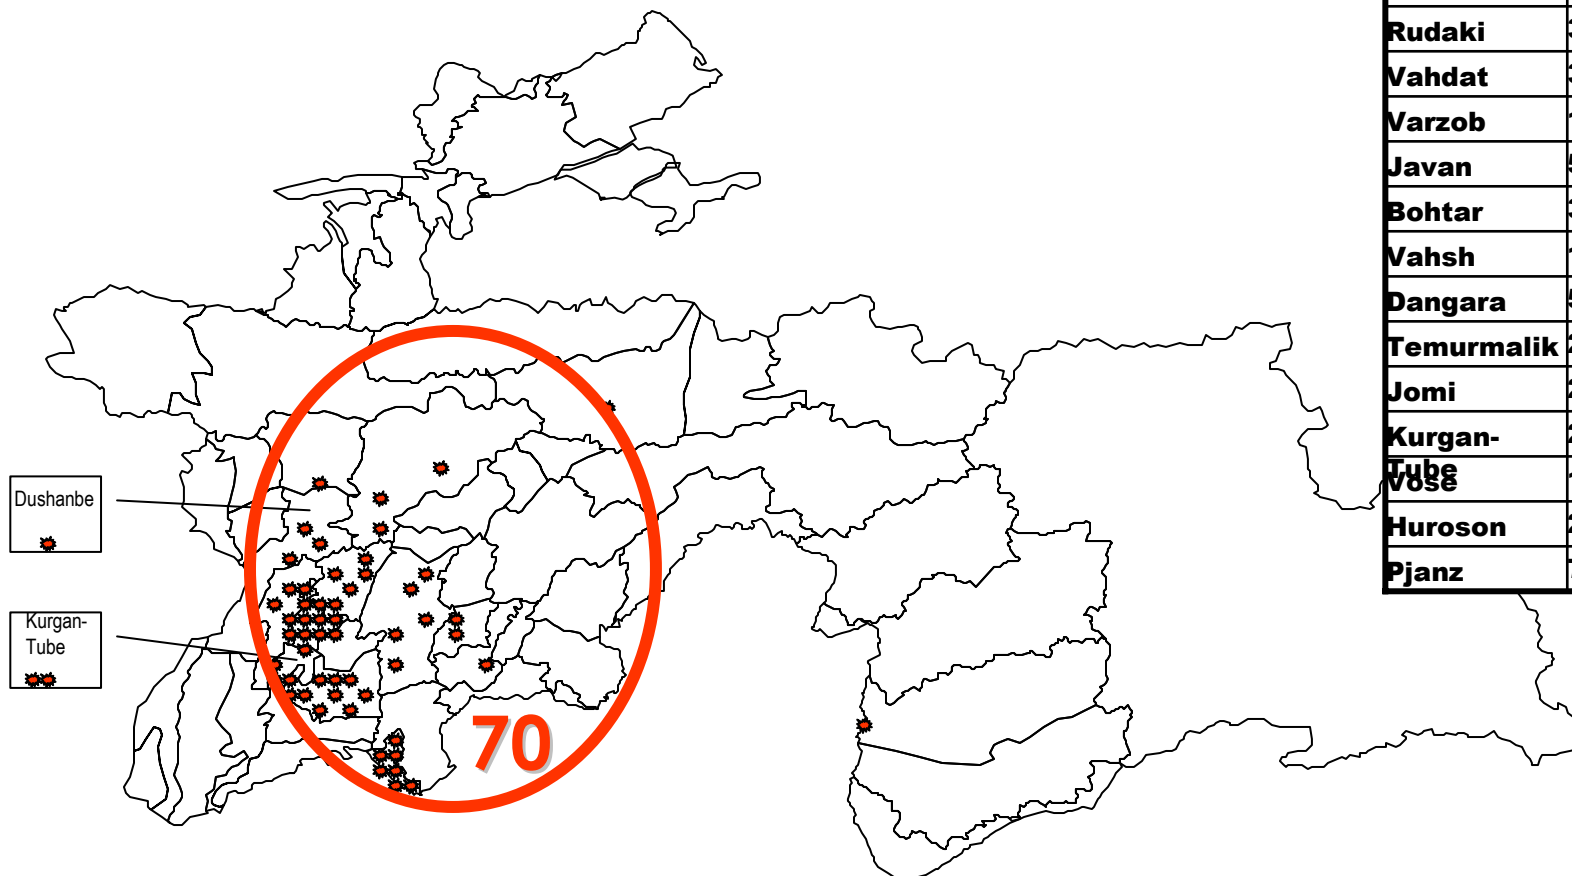 Rudaki
Vahdat
Varzob
Javan
Bohtar
Vahsh
Dangara
Temurmalik
Jomi
Kurgan-
Tube
Vose
Huroson
Pjanz
Dushanbe
Kurgan-
Tube
70